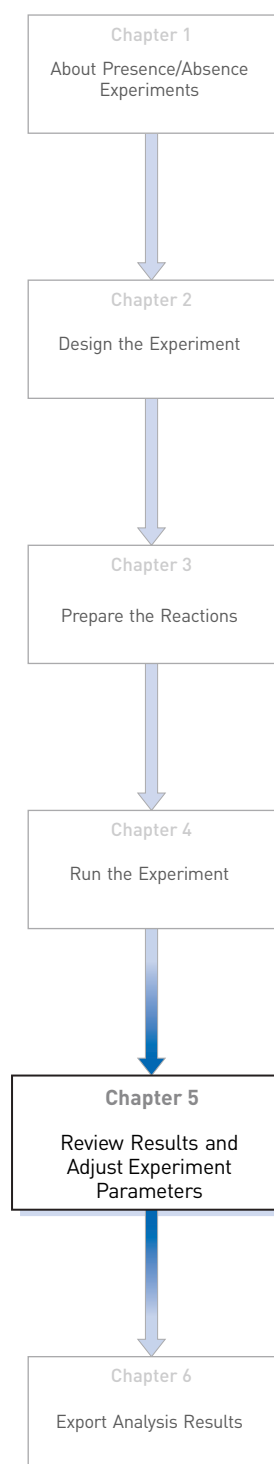 Chapter 1
About Presence/Absence
Experiments
Chapter 2
Design the Experiment
Chapter 3
Prepare the Reactions
Chapter 4
Run the Experiment
Chapter 5
Review Results and
Adjust Experiment
Parameters
Chapter 6
Export Analysis Results